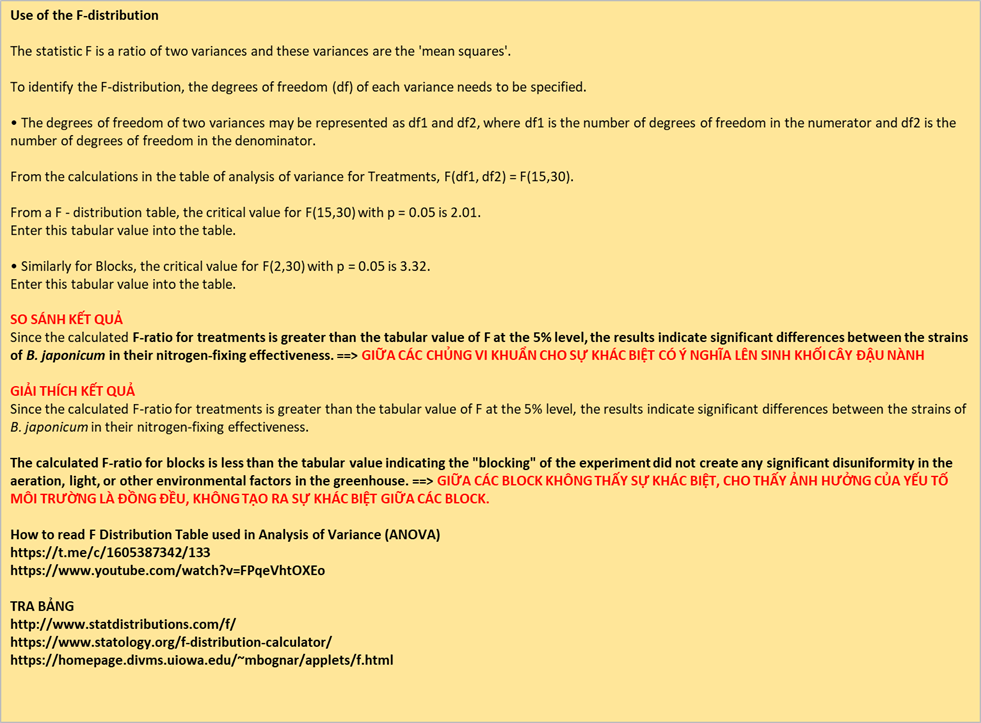 Use of the F-distribution
The statistic F is a ratio of two variances and these variances are the 'mean squares'.
To identify the F-distribution, the degrees of freedom (df) of each variance needs to be specified.
• The degrees of freedom of two variances may be represented as df1 and df2, where df1 is the number of degrees of freedom in the numerator and df2 is the
number of degrees of freedom in the denominator.
From the calculations in the table of analysis of variance for Treatments, F(df1, df2) = F(15,30).
From a F - distribution table, the critical value for F(15,30) with p = 0.05 is 2.01.
Enter this tabular value into the table.
• Similarly for Blocks, the critical value for F(2,30) with p = 0.05 is 3.32.
Enter this tabular value into the table.
SO SÁNH KẾT QUẢ
Since the calculated F-ratio for treatments is greater than the tabular value of F at the 5% level, the results indicate significant differences between the strains
of B. japonicum in their nitrogen-fixing effectiveness. ==> GIỮA CÁC CHỦNG VI KHUẨN CHO SỰ KHÁC BIỆT CÓ Ý NGHĨA LÊN SINH KHỐI CÂY ĐẬU NÀNH
GIẢI THÍCH KẾT QUẢ
Since the calculated F-ratio for treatments is greater than the tabular value of F at the 5% level, the results indicate significant differences between the strains of
B. japonicum in their nitrogen-fixing effectiveness.
The calculated F-ratio for blocks is less than the tabular value indicating the "blocking" of the experiment did not create any significant disuniformity in the
aeration, light, or other environmental factors in the greenhouse. ==> GIỮA CÁC BLOCK KHÔNG THẤY SỰ KHÁC BIỆT, CHO THẤY ẢNH HƯỞNG CỦA YẾU TỐ
MÔI TRƯỜNG LÀ ĐỒNG ĐỀU, KHÔNG TẠO RA SỰ KHÁC BIỆT GIỮA CÁC BLOCK.
How to read F Distribution Table used in Analysis of Variance (ANOVA)
https://t.me/c/1605387342/133
https://www.youtube.com/watch?v=FPqeVhtOXEo
TRA BẢNG
http://www.statdistributions.com/f/
https://www.statology.org/f-distribution-calculator/
https://homepage.divms.uiowa.edu/~mbognar/applets/f.html